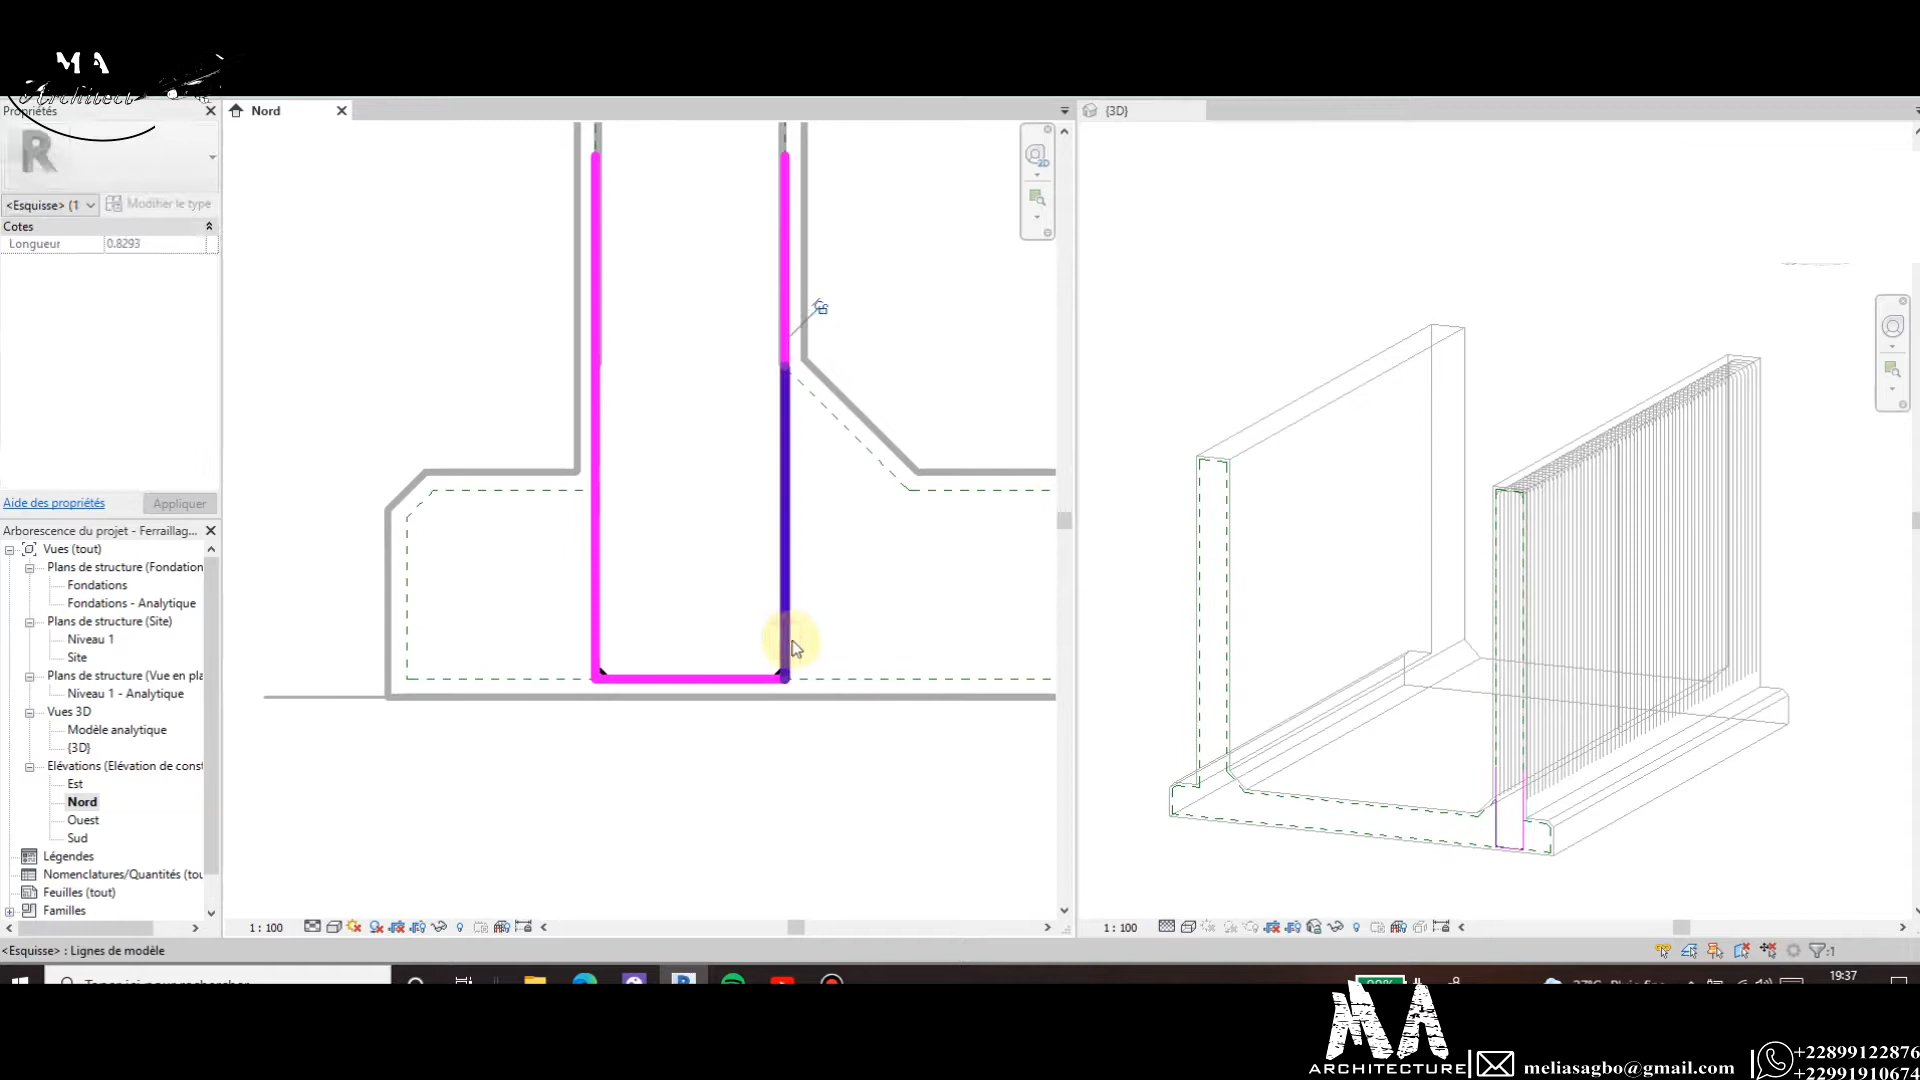 MA
Architect
Propriétés
Nord
{3D}
R
2D
<Esquisse> (1
Modifier le type
Cotes
Longueur 0.8293
Aide des propriétés
Appliquer
Arborescence du projet - Ferraillag...
Vues (tout)
Plans de structure (Fondation
Fondations
Fondations - Analytique
Plans de structure (Site)
Niveau 1
Site
Plans de structure (Vue en pla
Niveau 1 - Analytique
Vues 3D
Modèle analytique
{3D}
Elévations (Elévation de const
Est
Nord
Ouest
Sud
Légendes
Nomenclatures/Quantités (tou
Feuilles (tout)
Familles
1 : 100
1 : 100
<Esquisse> : Lignes de modèle
:1
19:37
MA
ARCHITECTURE
meliasagbo@gmail.com
+22899122876
+22991910674